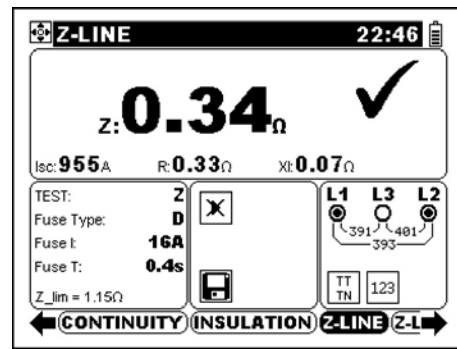 Z-LINE 22:46
Z: 0.34Ω
Isc: 955A R: 0.33Ω Xl: 0.07Ω
TEST: Z
Fuse Type: D
Fuse I: 16A
Fuse T: 0.4s
Z_lim = 1.15Ω
L1 L3 L2
391 401
393
TT
TN
123
CONTINUITY INSULATION Z-LINE Z-L